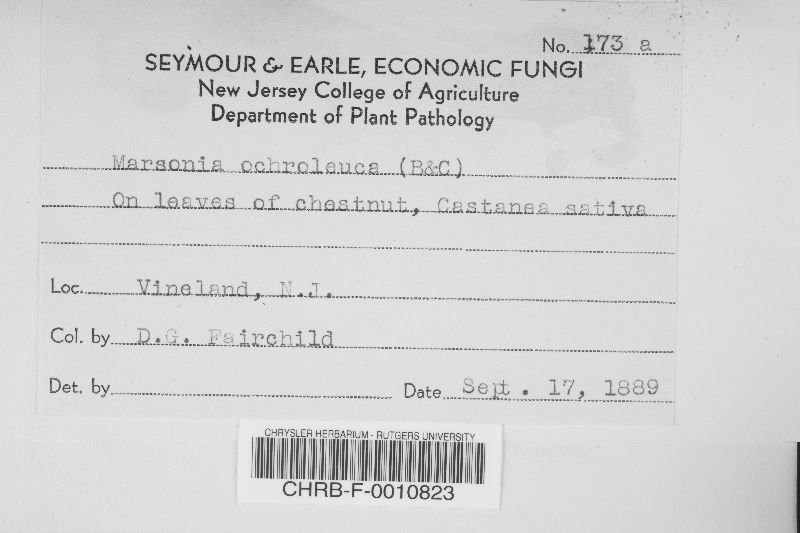 No. 173 a
SEYMOUR & EARLE, ECONOMIC FUNGI
New Jersey College of Agriculture
Department of Plant Pathology
Marsonia ochroleuca (B&C)
On leaves of chestnut, Castanea sativa
Loc. Vineland, N.J.
Col. by D.G. Fairchild
Det. by
Date Sept. 17, 1889
CHRYSLER HERBARIUM - RUTGERS UNIVERSITY
CHRB-F-0010823